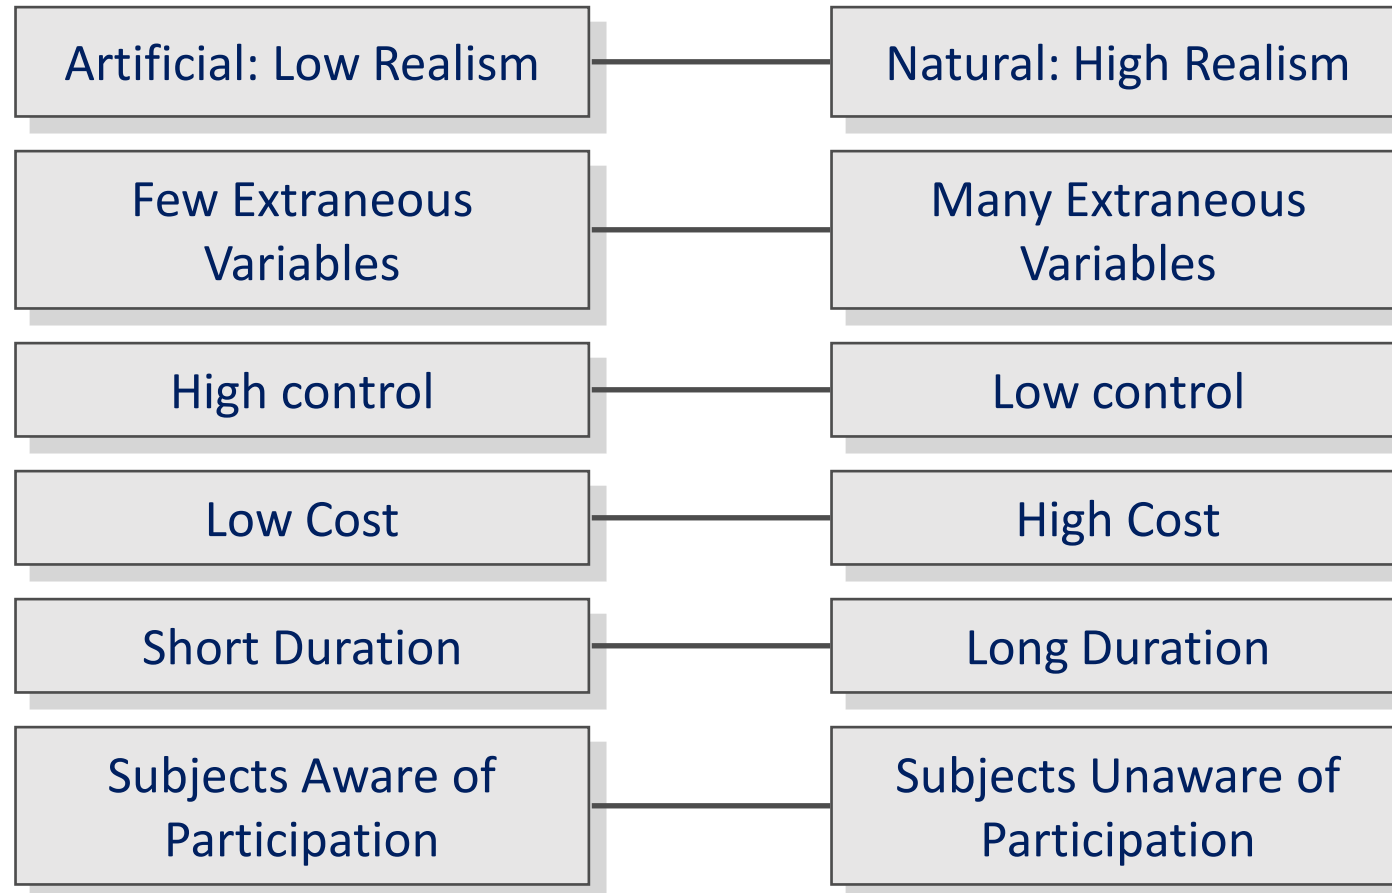 Artificial: Low Realism
Natural: High Realism
Few Extraneous
Variables
Many Extraneous
Variables
High control
Low control
Low Cost
High Cost
Short Duration
Long Duration
Subjects Aware of
Participation
Subjects Unaware of
Participation